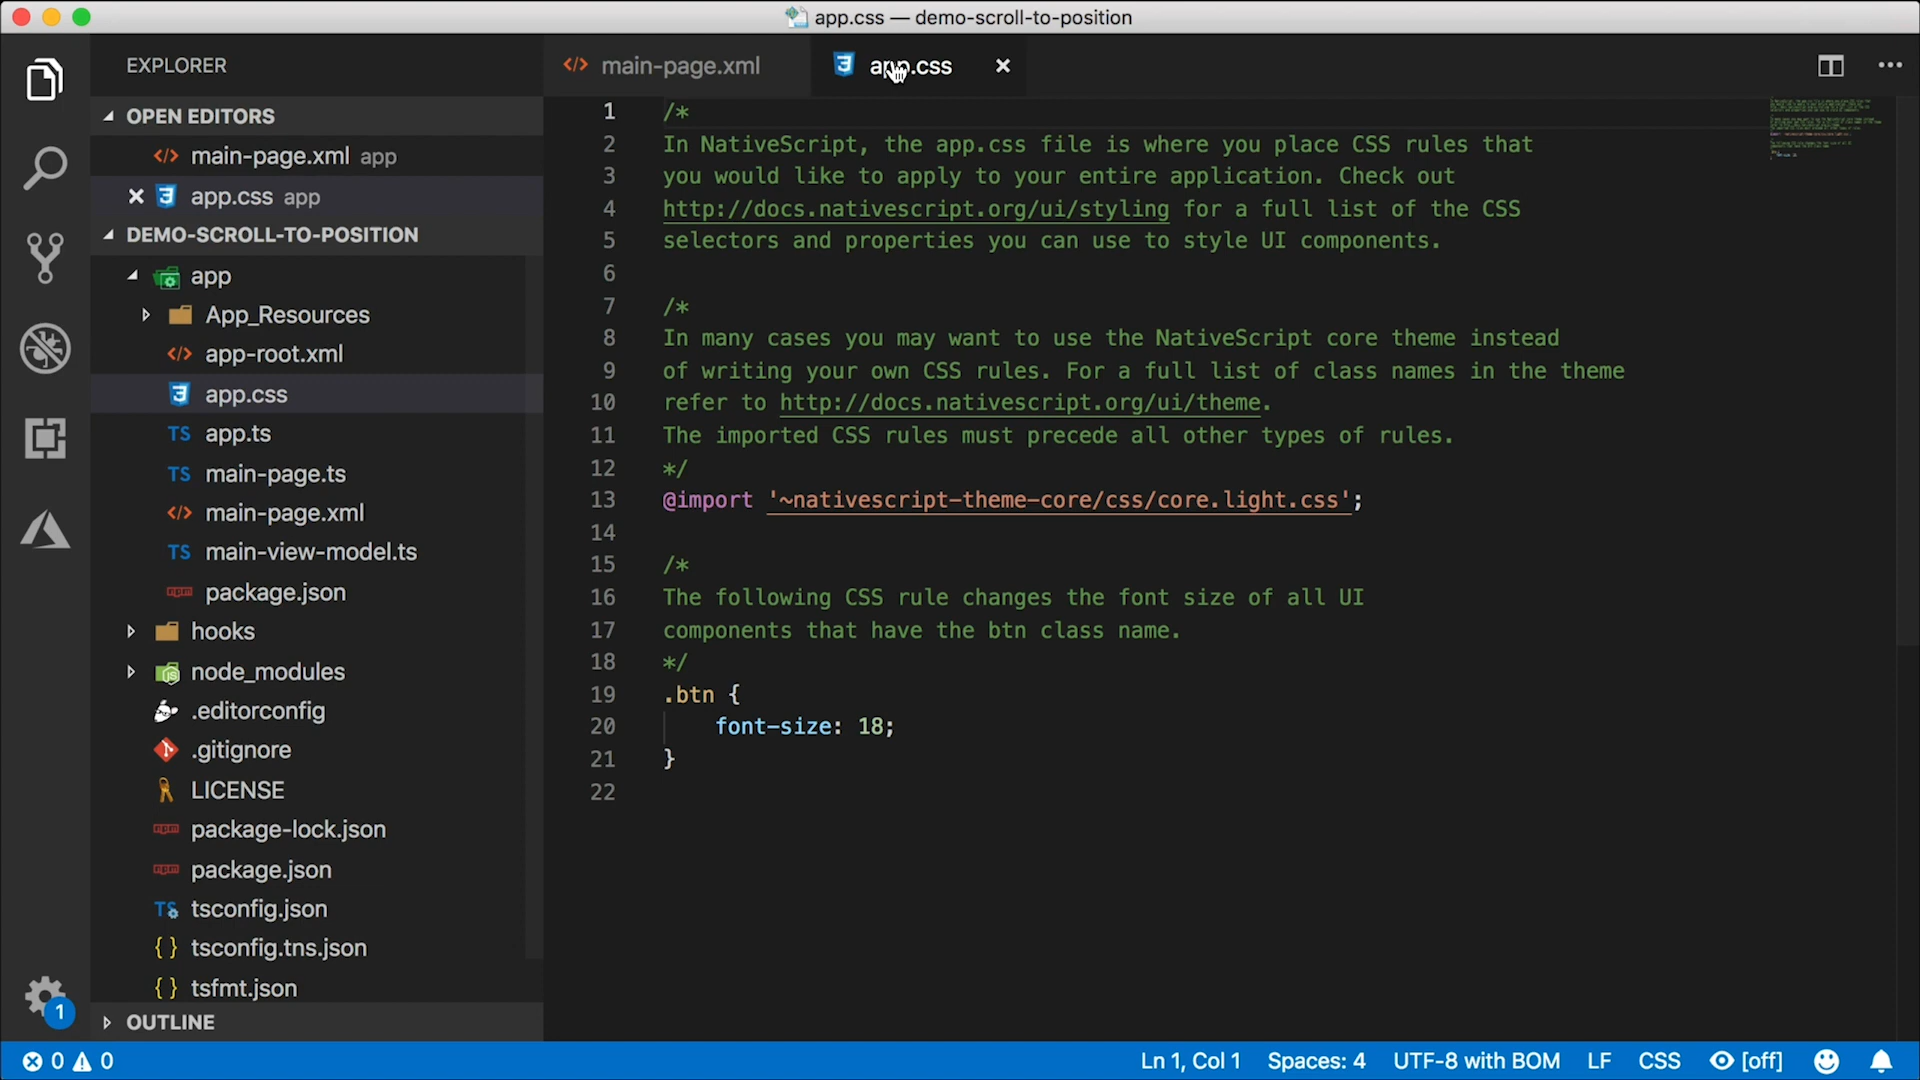 app.css — demo-scroll-to-position
EXPLORER
OPEN EDITORS
main-page.xml app
app.css app
DEMO-SCROLL-TO-POSITION
app
App_Resources
app-root.xml
app.css
TS app.ts
TS main-page.ts
main-page.xml
TS main-view-model.ts
package.json
hooks
node_modules
.editorconfig
.gitignore
LICENSE
package-lock.json
package.json
TS tsconfig.json
{ } tsconfig.tns.json
{ } tsfmt.json
OUTLINE
1
main-page.xml
app.css
1 /*
2 In NativeScript, the app.css file is where you place CSS rules that
3 you would like to apply to your entire application. Check out
4 http://docs.nativescript.org/ui/styling for a full list of the CSS
5 selectors and properties you can use to style UI components.
6
7 /*
8 In many cases you may want to use the NativeScript core theme instead
9 of writing your own CSS rules. For a full list of class names in the theme
10 refer to http://docs.nativescript.org/ui/theme.
11 The imported CSS rules must precede all other types of rules.
12 */
13 @import '~nativescript-theme-core/css/core.light.css';
14
15 /*
16 The following CSS rule changes the font size of all UI
17 components that have the btn class name.
18 */
19 .btn {
20 font-size: 18;
21 }
22
0 0
Ln 1, Col 1 Spaces: 4 UTF-8 with BOM LF CSS [off]